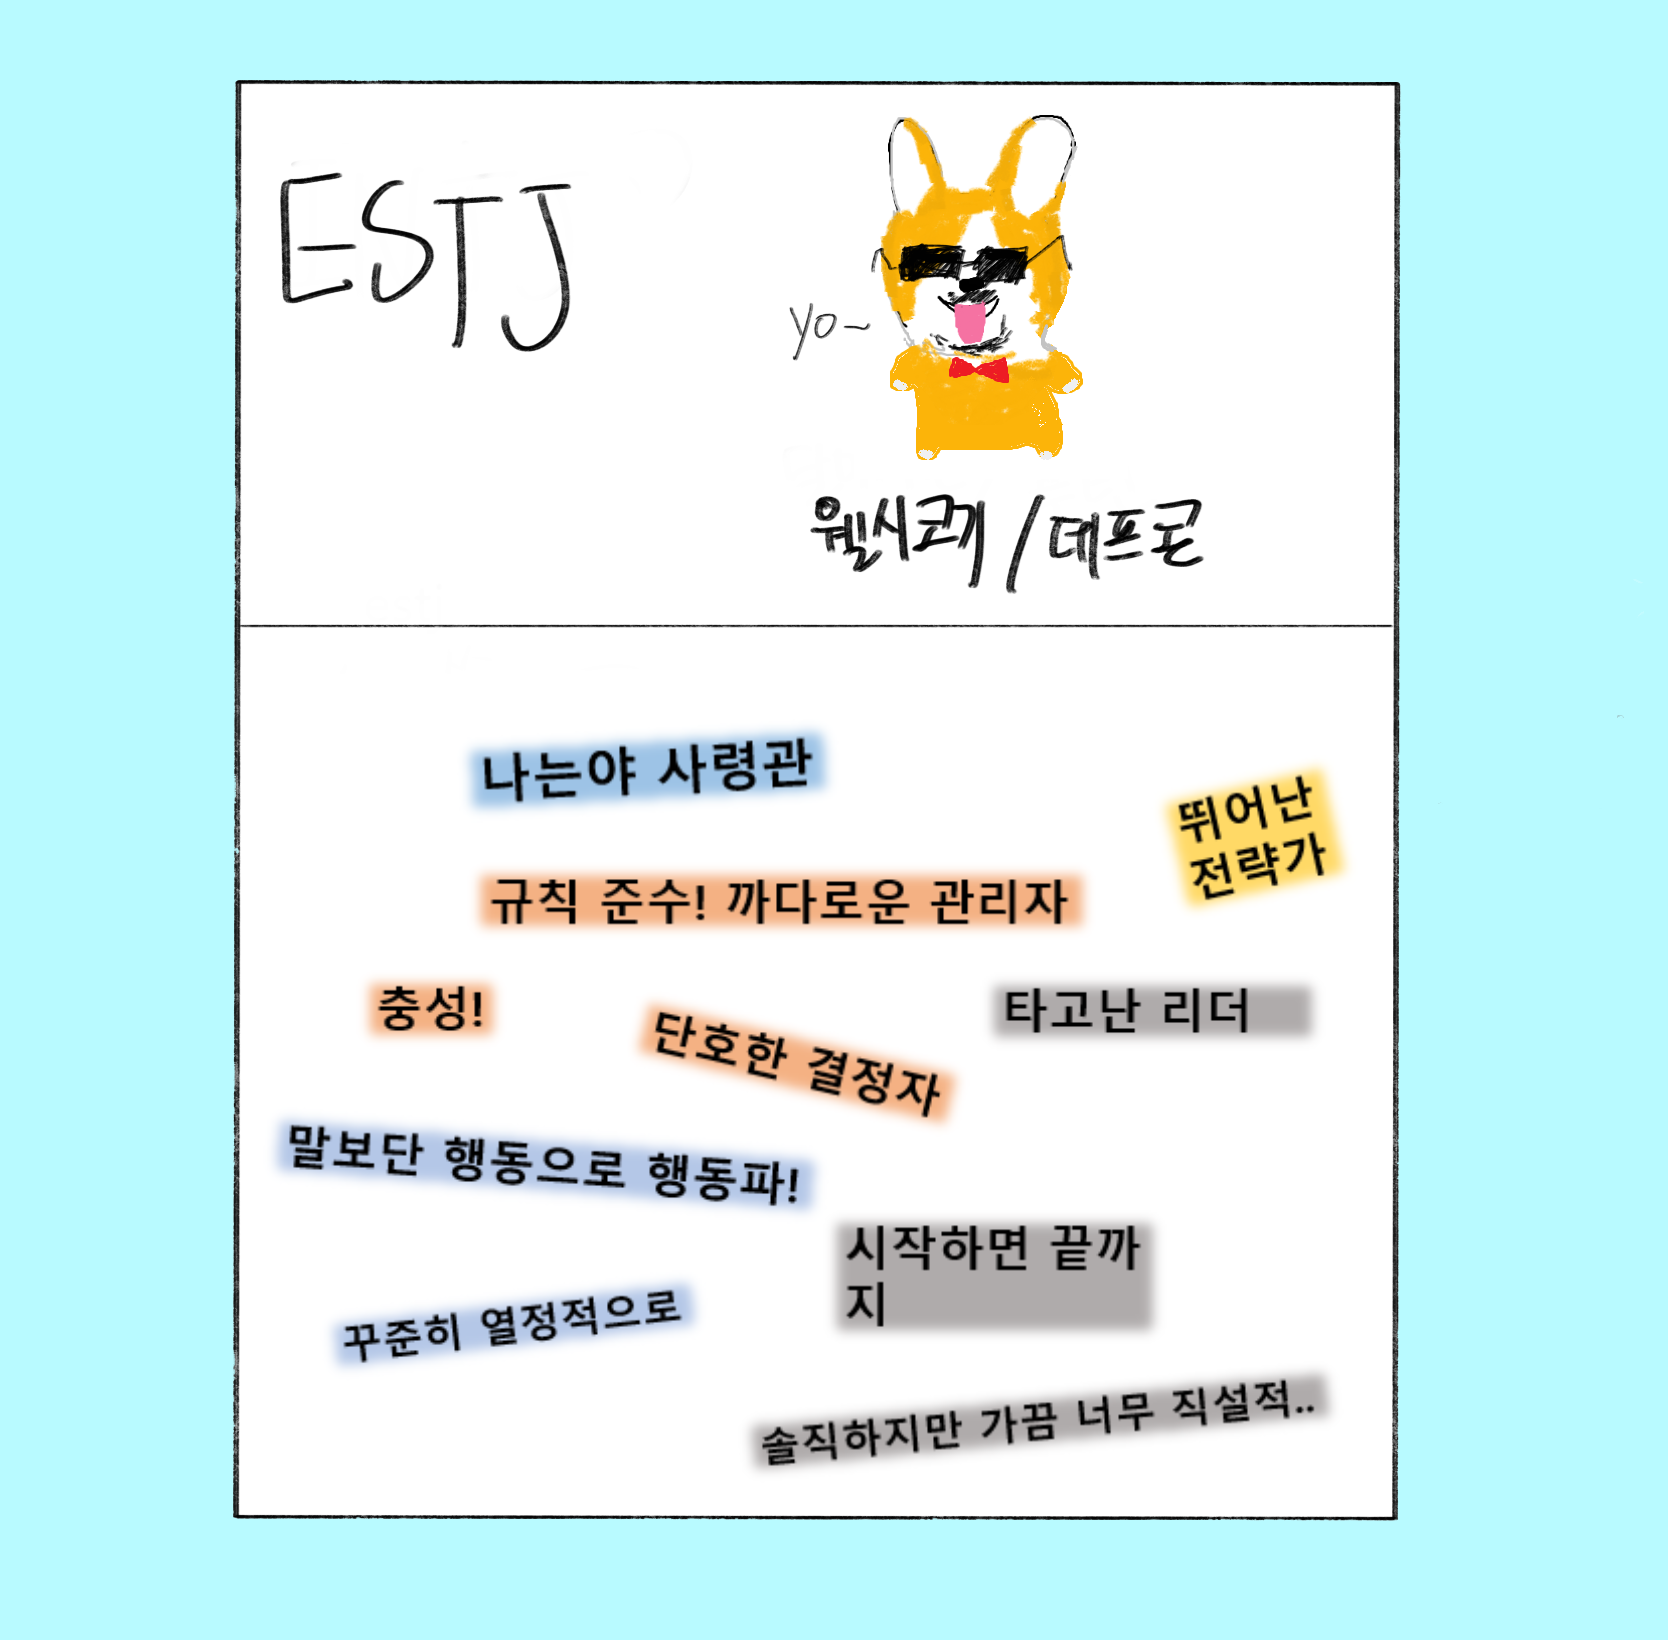 ESTJ
yo~
웰시코기 / 데프콘
나는야 사령관
뛰어난
전략가
규칙 준수! 까다로운 관리자
충성!
단호한 결정자
타고난 리더
말보단 행동으로 행동파!
시작하면 끝까
지
꾸준히 열정적으로
솔직하지만 가끔 너무 직설적..